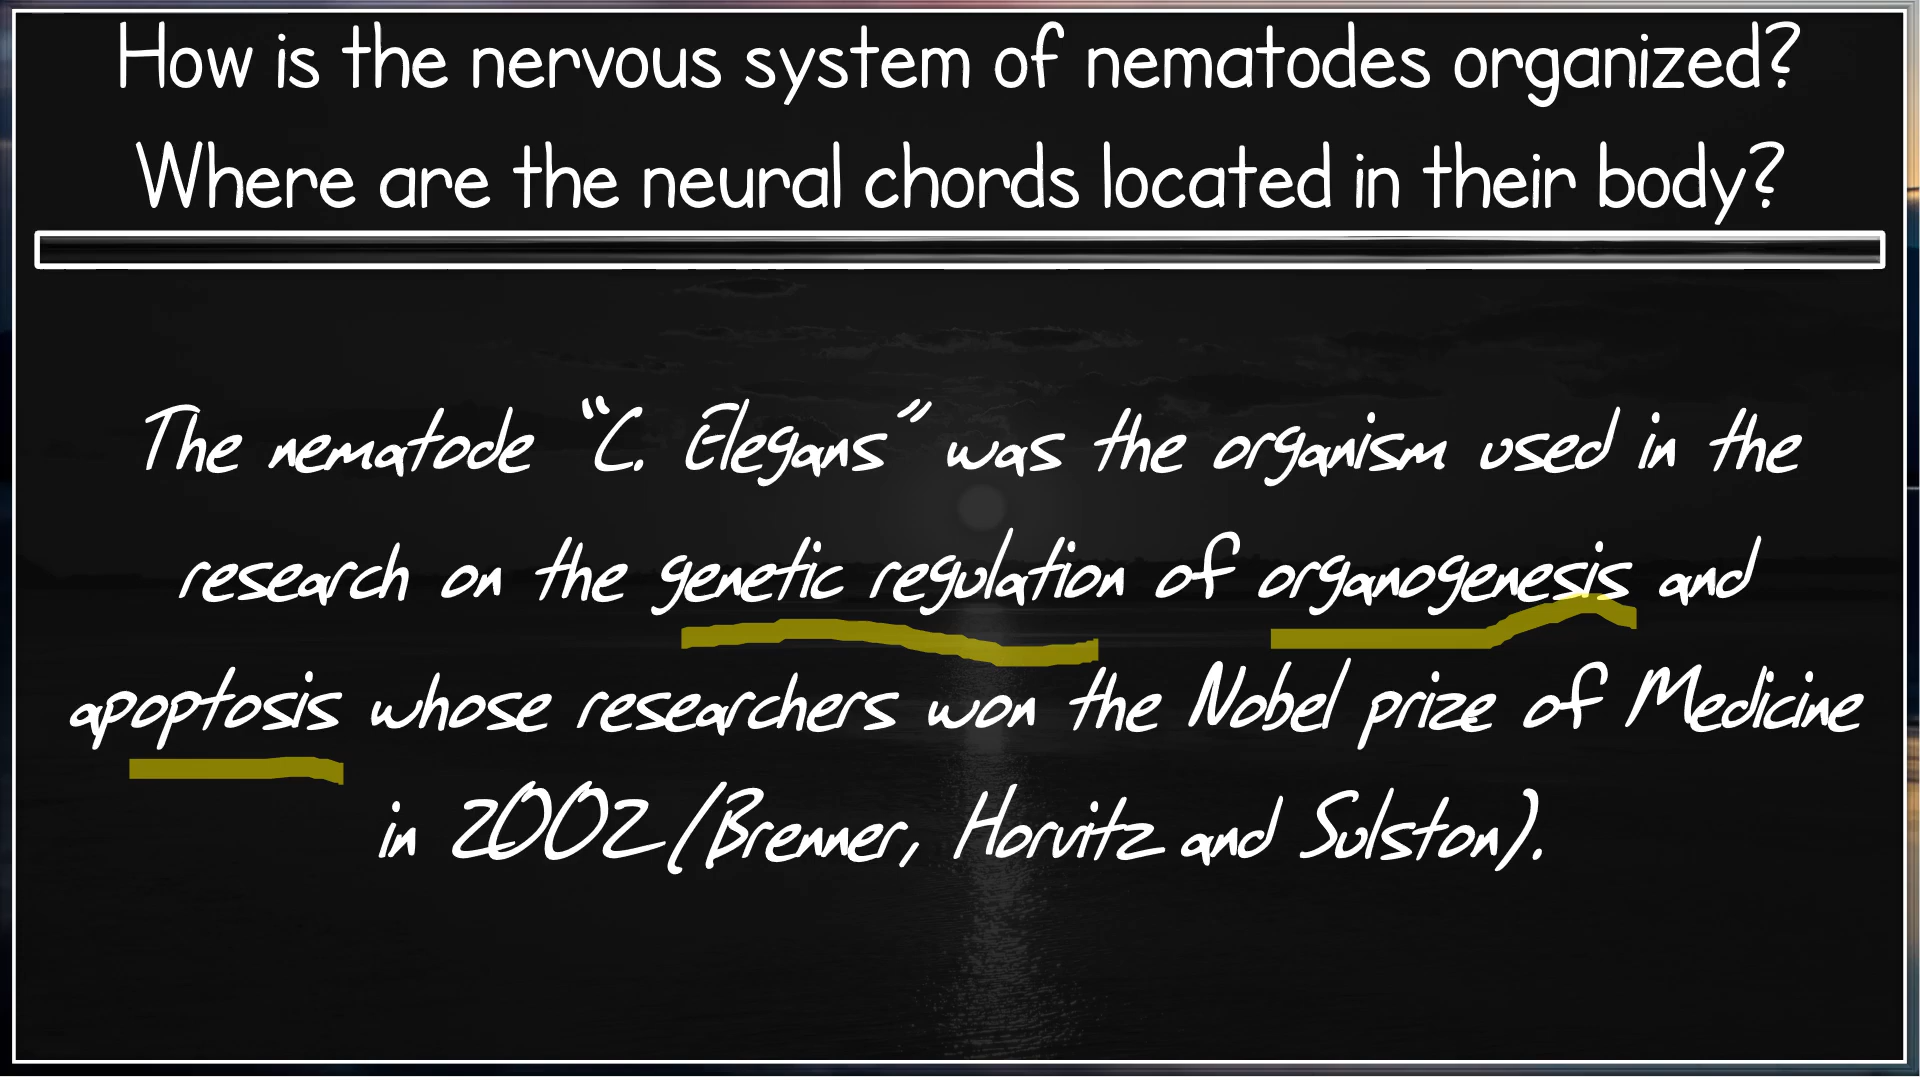 How is the nervous system of nematodes organized?
Where are the neural chords located in their body?
The nematode “C. Elegans” was the organism used in the
research on the genetic regulation of organogenesis and
apoptosis whose researchers won the Nobel prize of Medicine
in 2002 (Brenner, Horvitz and Sulston).